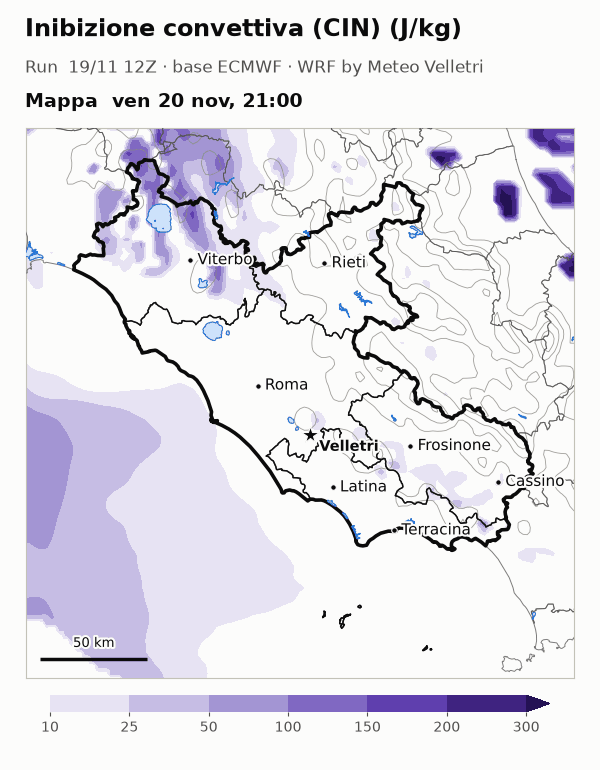 Inibizione convettiva (CIN) (J/kg)
Run  19/11 12Z · base ECMWF · WRF by Meteo Velletri
Mappa  ven 20 nov, 21:00
Viterbo
Rieti
Roma
Velletri
Frosinone
Latina
Cassino
Terracina
50 km
10 25 50 100 150 200 300